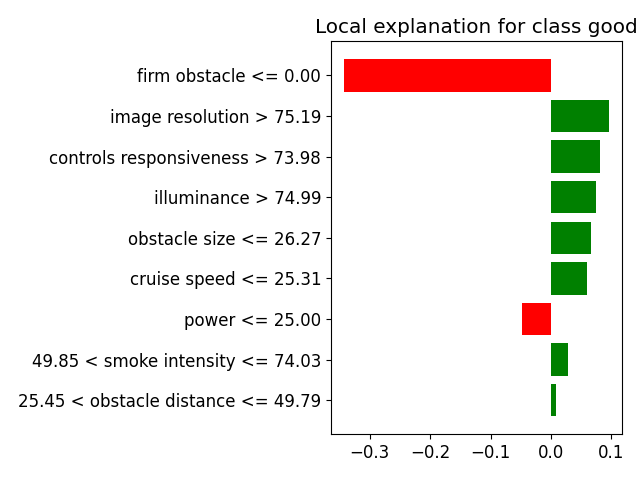 Local explanation for class good
firm obstacle <= 0.00
image resolution > 75.19
controls responsiveness > 73.98
illuminance > 74.99
obstacle size <= 26.27
cruise speed <= 25.31
power <= 25.00
49.85 < smoke intensity <= 74.03
25.45 < obstacle distance <= 49.79
−0.3 −0.2 −0.1 0.0 0.1